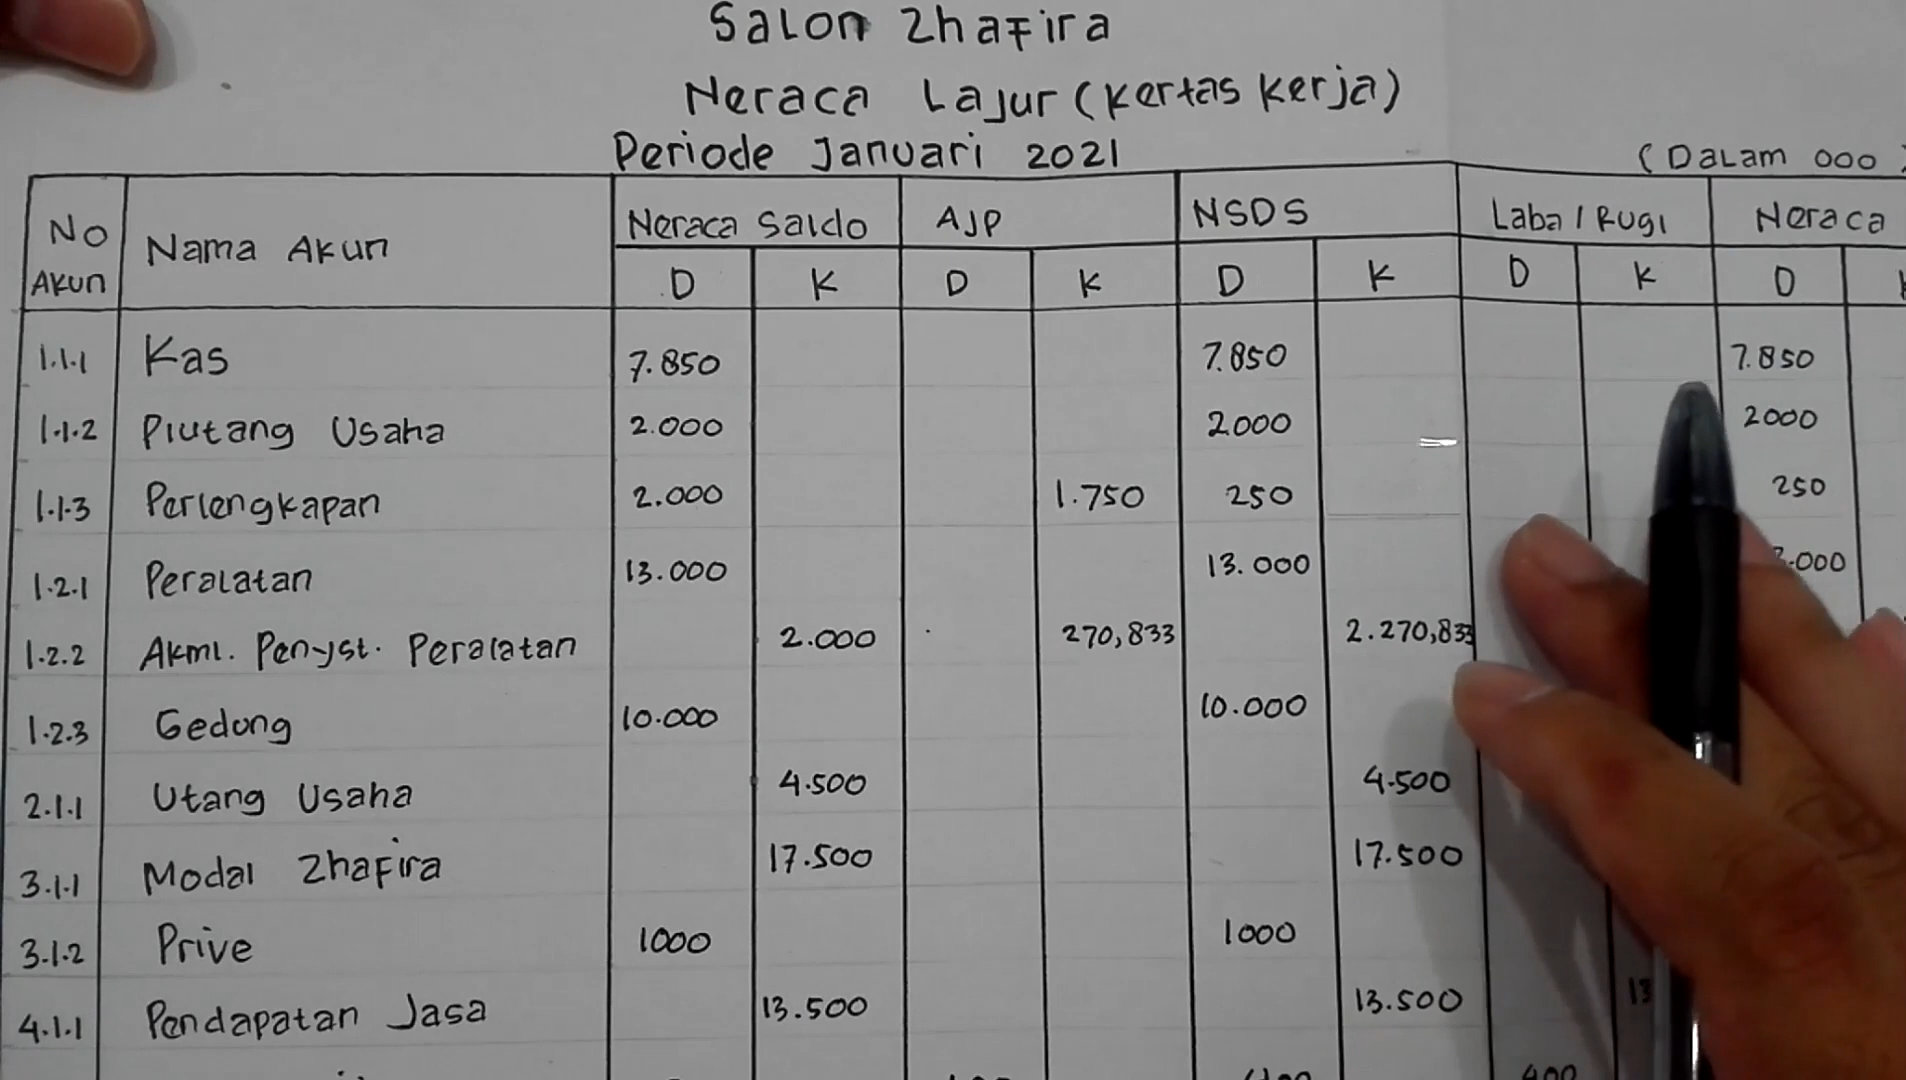 Salon Zhafira
Neraca Lajur (Kertas Kerja)
Periode Januari 2021
(Dalam 000)
No Akun Nama Akun Neraca Saldo AJP NSDS Laba / Rugi Neraca
D K D K D K D K D
1.1.1 Kas 7.850 7.850 7.850
1.1.2 Piutang Usaha 2.000 2000 2000
1.1.3 Perlengkapan 2.000 1.750 250 250
1.2.1 Peralatan 13.000 13.000 .000
1.2.2 Akml. Penyst. Peralatan 2.000 270,833 2.270,833
1.2.3 Gedung 10.000 10.000
2.1.1 Utang Usaha 4.500 4.500
3.1.1 Modal Zhafira 17.500 17.500
3.1.2 Prive 1000 1000
4.1.1 Pendapatan Jasa 13.500 13.500 13